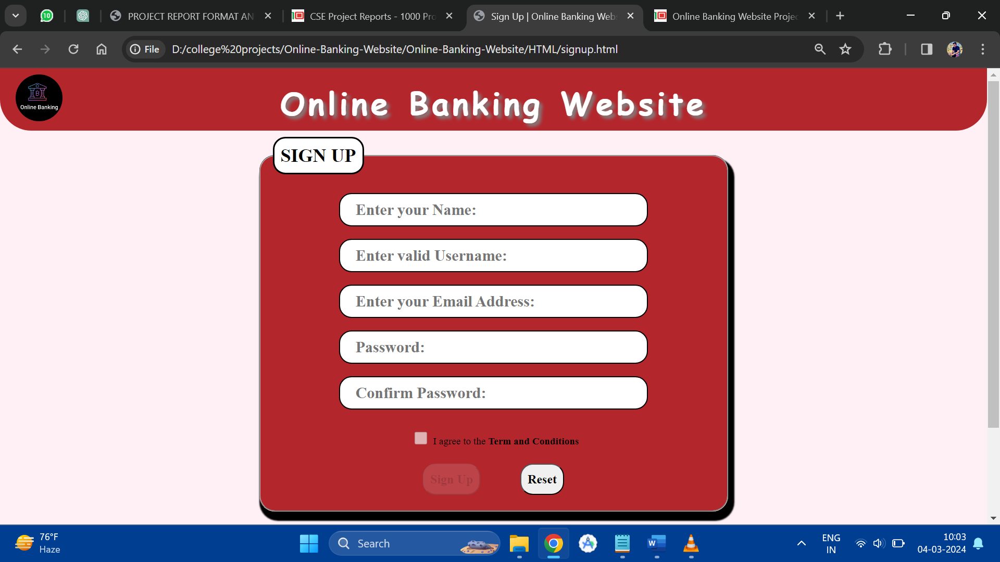 10
PROJECT REPORT FORMAT AN
CSE Project Reports - 1000 Pro
Sign Up | Online Banking Web
Online Banking Website Projec
File
D:/college%20projects/Online-Banking-Website/Online-Banking-Website/HTML/signup.html
Online Banking
Online Banking Website
SIGN UP
Enter your Name:
Enter valid Username:
Enter your Email Address:
Password:
Confirm Password:
I agree to the Term and Conditions
Sign Up
Reset
76°F
Haze
Search
W
ENG
IN
10:03
04-03-2024